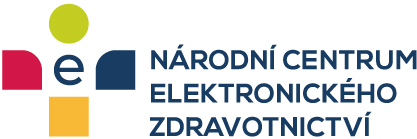 e
NÁRODNÍ CENTRUM
ELEKTRONICKÉHO
ZDRAVOTNICTVÍ